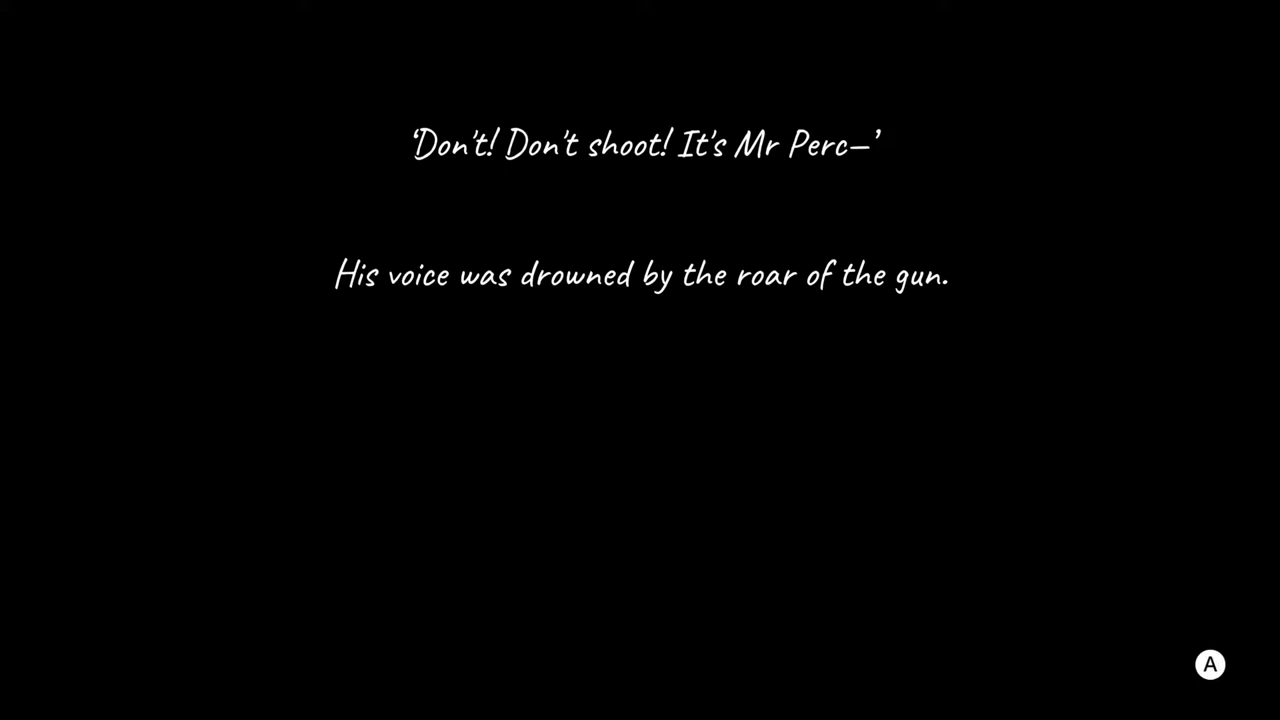 ‘Don't! Don't shoot! It's Mr Perc—’
His voice was drowned by the roar of the gun.
A